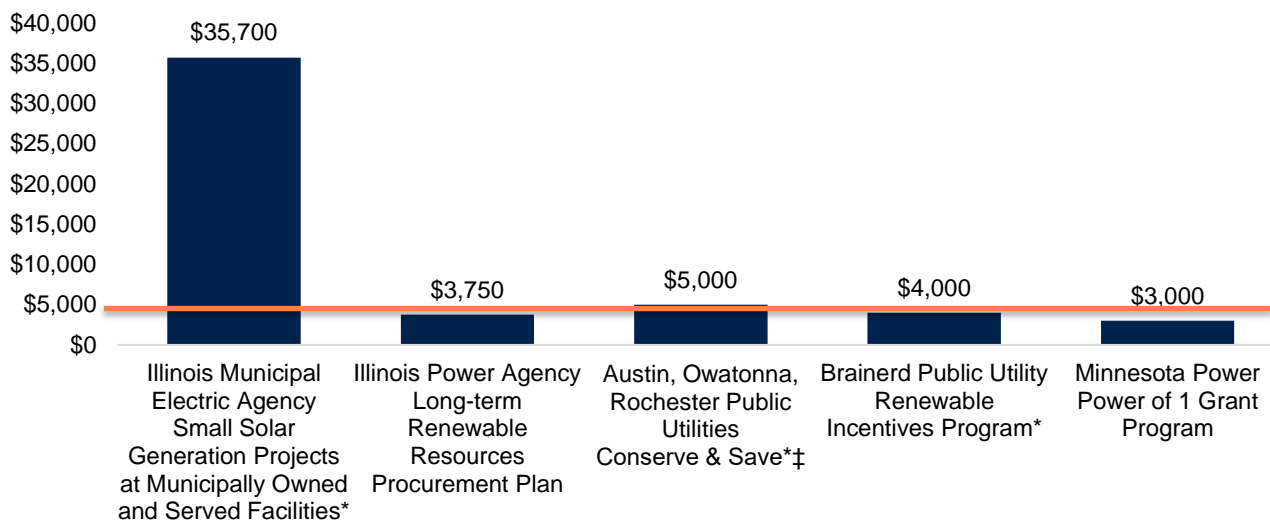 $40,000
$35,000
$30,000
$25,000
$20,000
$15,000
$10,000
$5,000
$0
$35,700
$3,750
$5,000
$4,000
$3,000
Illinois Municipal
Electric Agency
Small Solar
Generation Projects
at Municipally Owned
and Served Facilities*
Illinois Power Agency
Long-term
Renewable
Resources
Procurement Plan
Austin, Owatonna,
Rochester Public
Utilities
Conserve & Save*‡
Brainerd Public Utility
Renewable
Incentives Program*
Minnesota Power
Power of 1 Grant
Program